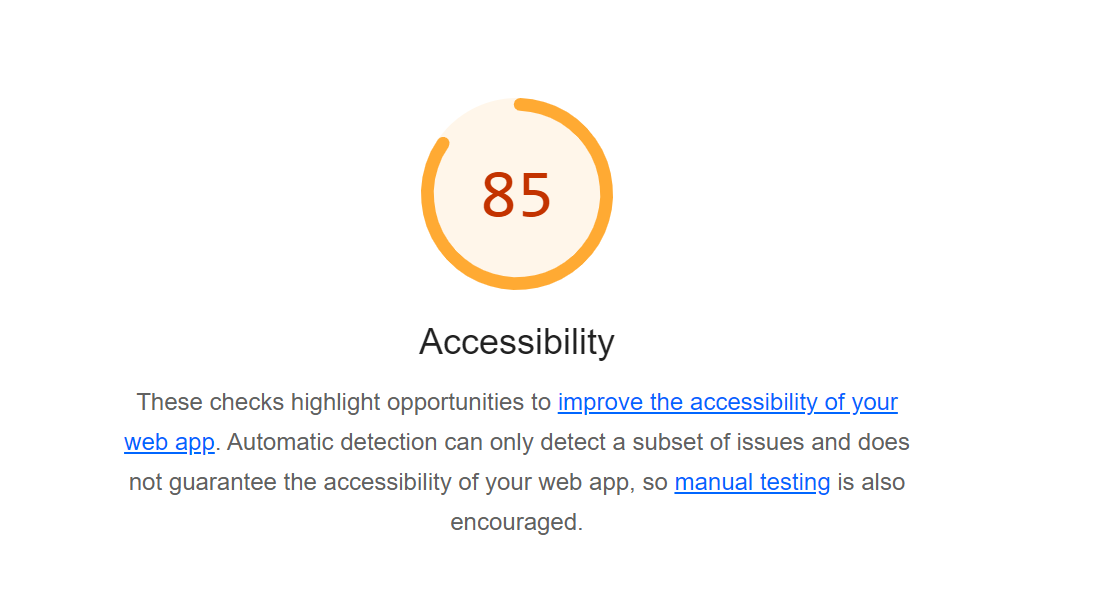 85
Accessibility
These checks highlight opportunities to improve the accessibility of your
web app. Automatic detection can only detect a subset of issues and does
not guarantee the accessibility of your web app, so manual testing is also
encouraged.